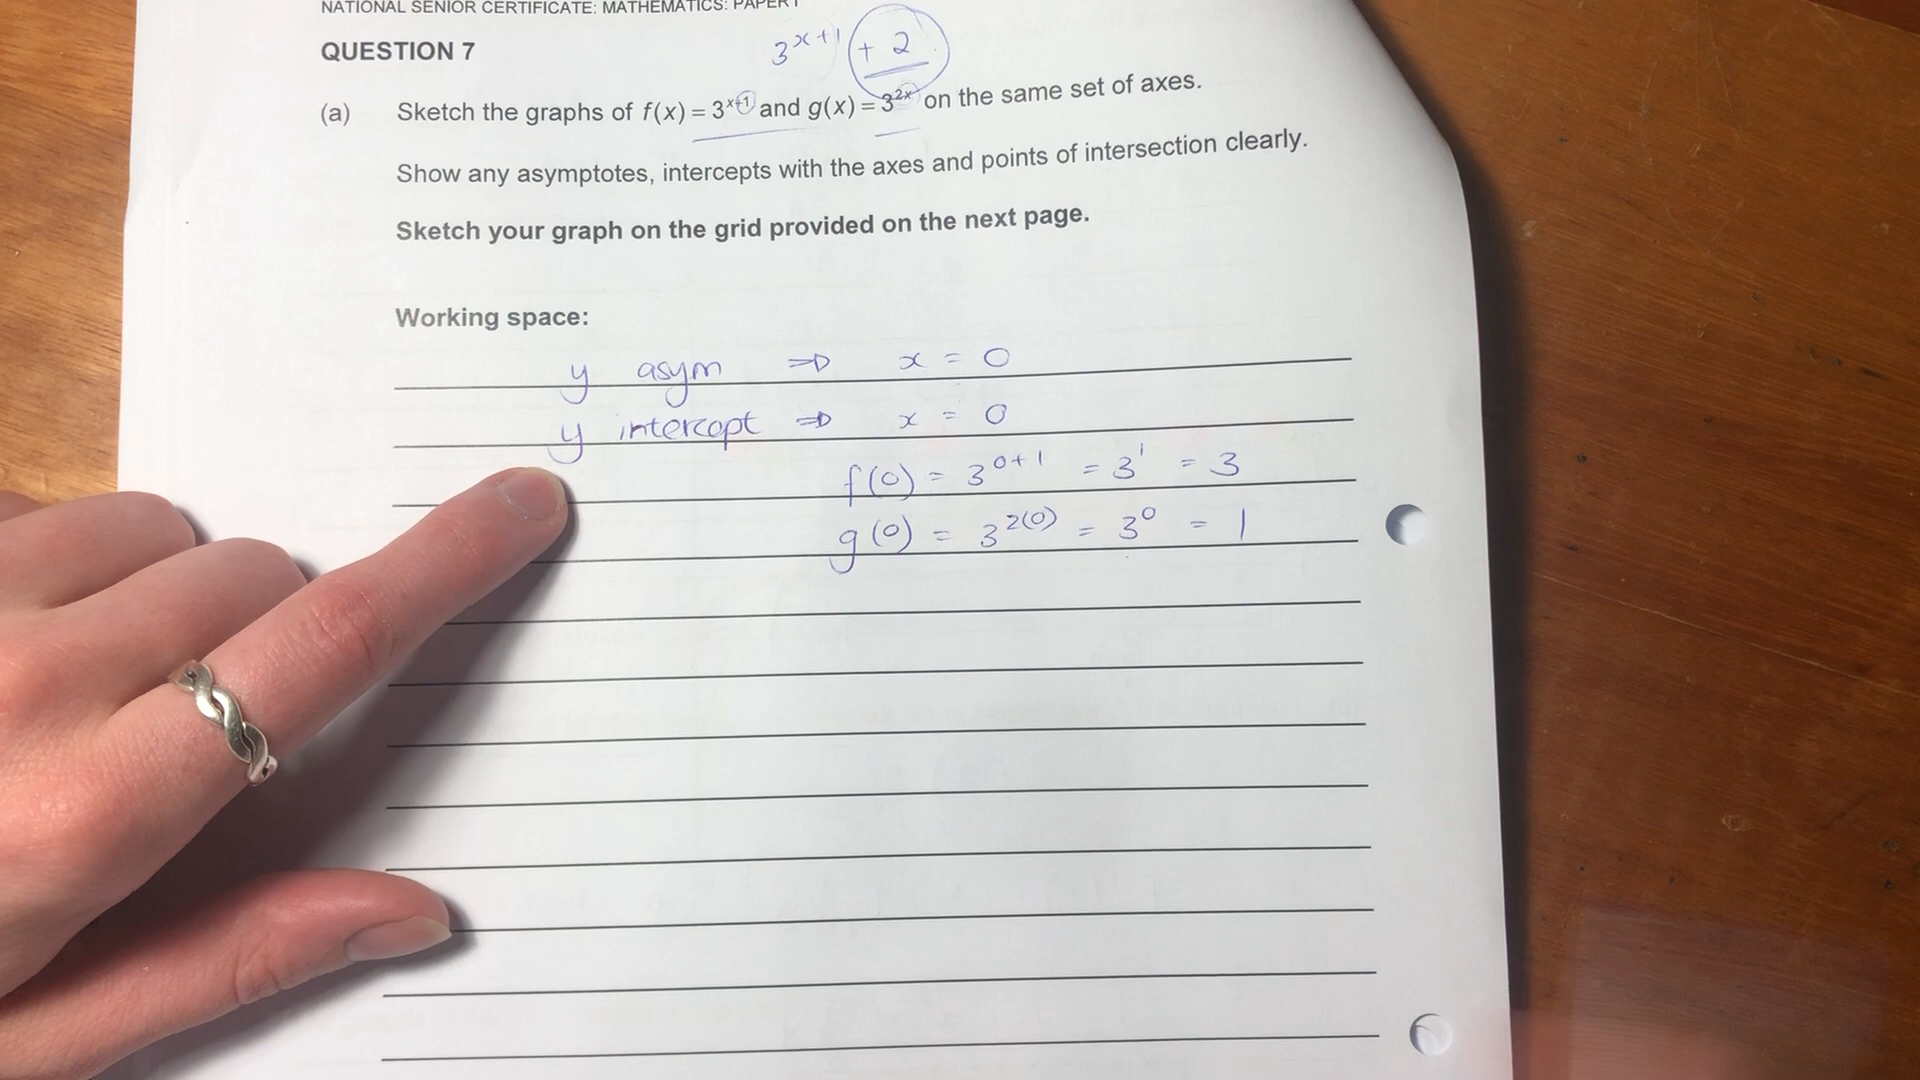 NATIONAL SENIOR CERTIFICATE: MATHEMATICS: PAPER I
QUESTION 7
3^{x+1} + 2
(a) Sketch the graphs of f(x) = 3^{x+1} and g(x) = 3^{2x} on the same set of axes.
Show any asymptotes, intercepts with the axes and points of intersection clearly.
Sketch your graph on the grid provided on the next page.
Working space:
y asym ⇒ x = 0
y intercept ⇒ x = 0
f(0) = 3^{0+1} = 3^1 = 3
g(0) = 3^{2(0)} = 3^0 = 1